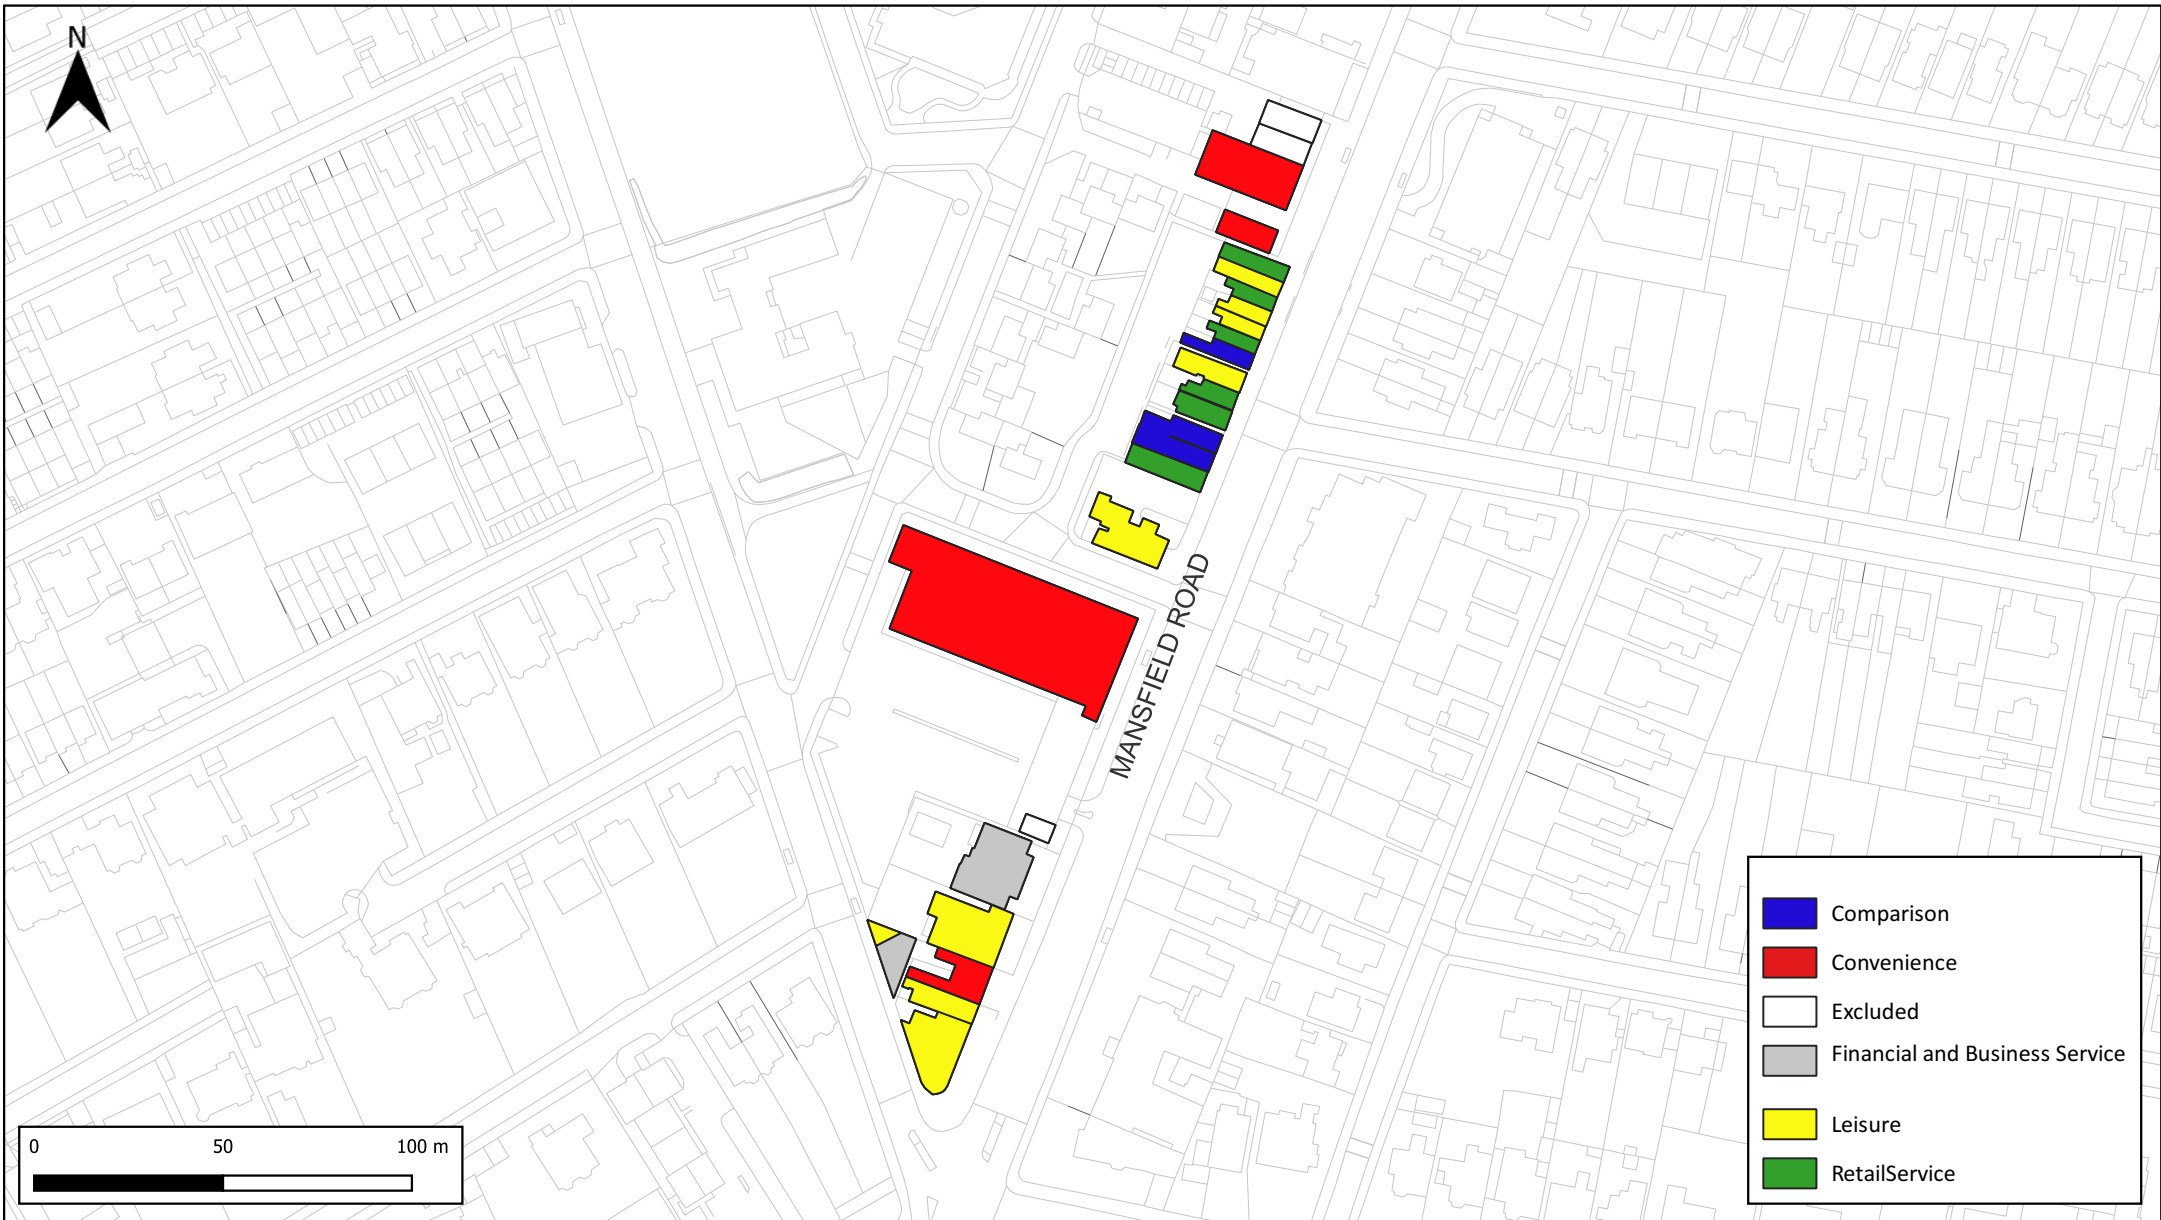 N
MANSFIELD ROAD
Comparison
Convenience
Excluded
Financial and Business Service
Leisure
RetailService
0 50 100 m